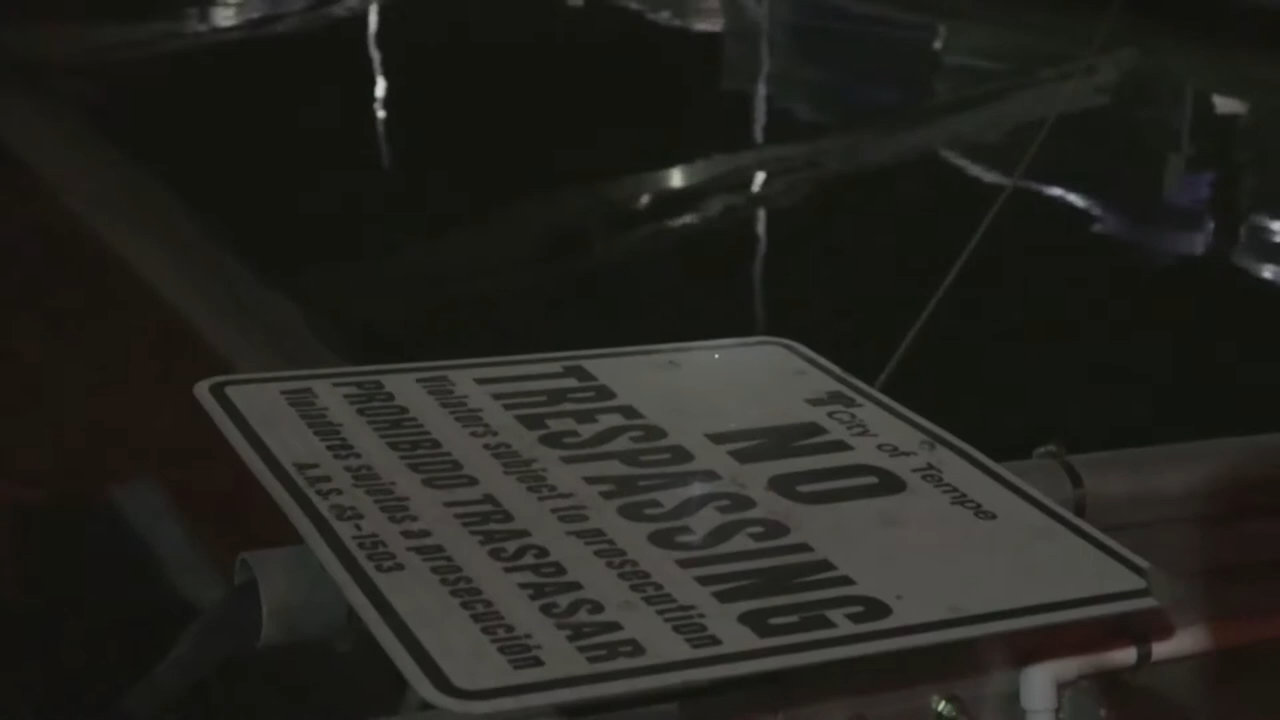 City of Tempe
NO
TRESPASSING
Violators subject to prosecution
PROHIBIDO TRASPASAR
Violadores sujetos a prosecución
A.R.S. 13-1503